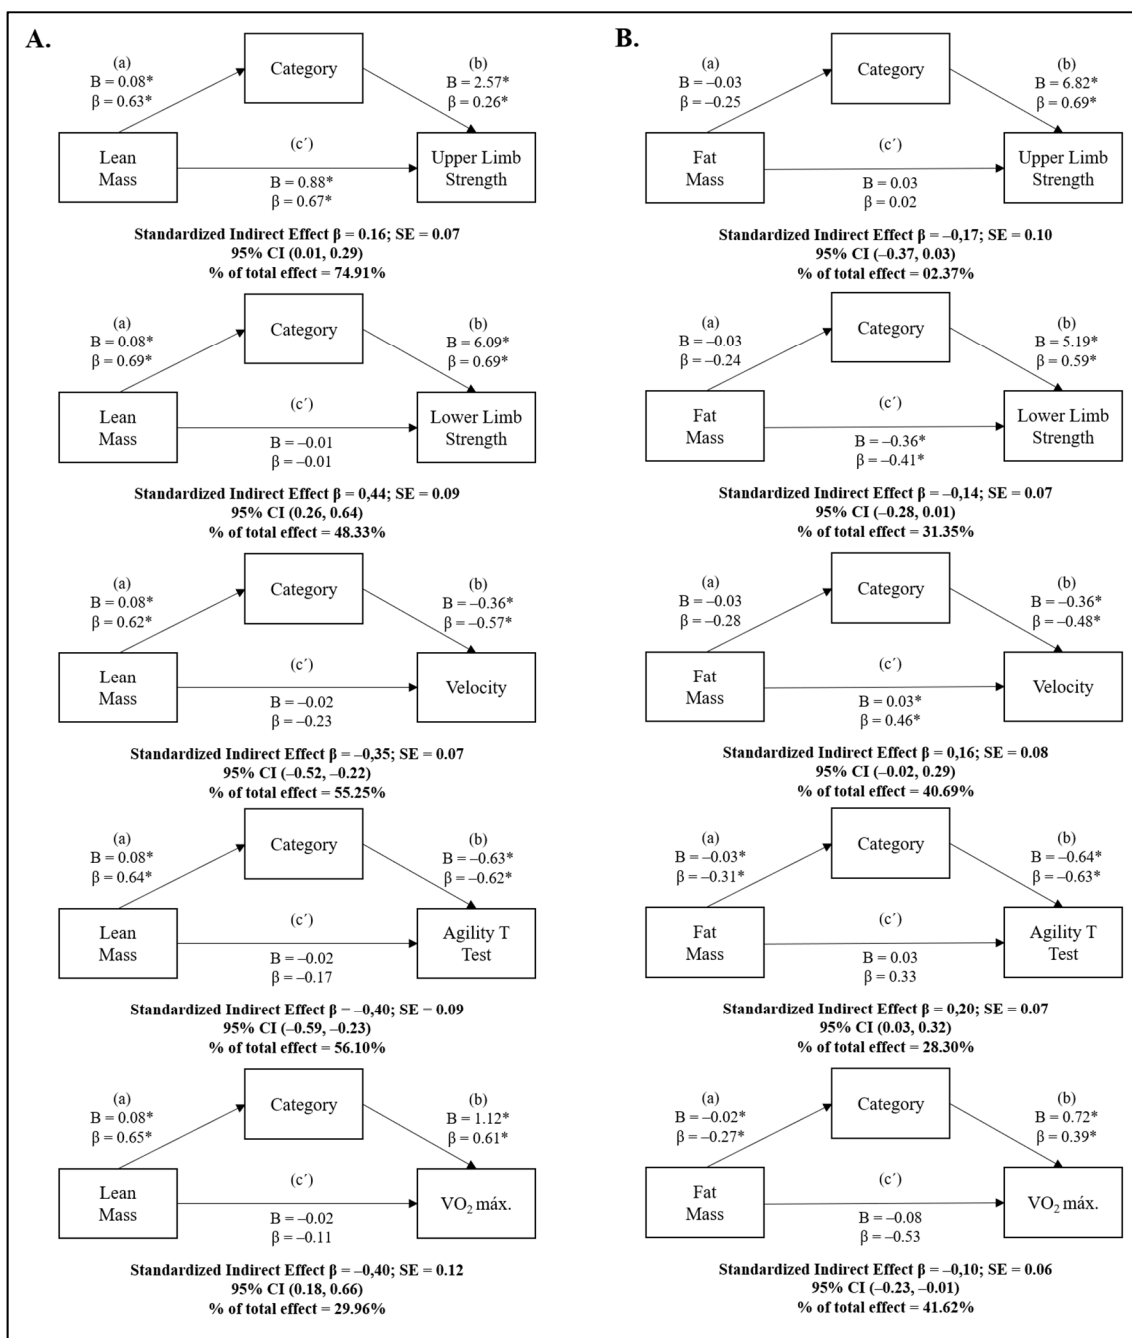 A.
(a)
B = 0.08*
β = 0.63*
Category
(b)
B = 2.57*
β = 0.26*
Lean
Mass
(c´)
B = 0.88*
β = 0.67*
Upper Limb
Strength
Standardized Indirect Effect β = 0.16; SE = 0.07
95% CI (0.01, 0.29)
% of total effect = 74.91%
(a)
B = 0.08*
β = 0.69*
Category
(b)
B = 6.09*
β = 0.69*
Lean
Mass
(c´)
B = –0.01
β = –0.01
Lower Limb
Strength
Standardized Indirect Effect β = 0,44; SE = 0.09
95% CI (0.26, 0.64)
% of total effect = 48.33%
(a)
B = 0.08*
β = 0.62*
Category
(b)
B = –0.36*
β = –0.57*
Lean
Mass
(c´)
B = –0.02
β = –0.23
Velocity
Standardized Indirect Effect β = –0,35; SE = 0.07
95% CI (–0.52, –0.22)
% of total effect = 55.25%
(a)
B = 0.08*
β = 0.64*
Category
(b)
B = –0.63*
β = –0.62*
Lean
Mass
(c´)
B = –0.02
β = –0.17
Agility T
Test
Standardized Indirect Effect β − –0,40; SE − 0.09
95% CI (–0.59, –0.23)
% of total effect = 56.10%
(a)
B = 0.08*
β = 0.65*
Category
(b)
B = 1.12*
β = 0.61*
Lean
Mass
(c´)
B = –0.02
β = –0.11
VO₂ máx.
Standardized Indirect Effect β = –0,40; SE = 0.12
95% CI (0.18, 0.66)
% of total effect = 29.96%
B.
(a)
B = –0.03
β = –0.25
Category
(b)
B = 6.82*
β = 0.69*
Fat
Mass
(c´)
B = 0.03
β = 0.02
Upper Limb
Strength
Standardized Indirect Effect β = –0,17; SE = 0.10
95% CI (–0.37, 0.03)
% of total effect = 02.37%
(a)
B = –0.03
β = –0.24
Category
(b)
B = 5.19*
β = 0.59*
Fat
Mass
(c´)
B = –0.36*
β = –0.41*
Lower Limb
Strength
Standardized Indirect Effect β = –0,14; SE = 0.07
95% CI (–0.28, 0.01)
% of total effect = 31.35%
(a)
B = –0.03
β = –0.28
Category
(b)
B = –0.36*
β = –0.48*
Fat
Mass
(c´)
B = 0.03*
β = 0.46*
Velocity
Standardized Indirect Effect β = 0,16; SE = 0.08
95% CI (–0.02, 0.29)
% of total effect = 40.69%
(a)
B = –0.03*
β = –0.31*
Category
(b)
B = –0.64*
β = –0.63*
Fat
Mass
(c´)
B = 0.03
β = 0.33
Agility T
Test
Standardized Indirect Effect β = 0,20; SE = 0.07
95% CI (0.03, 0.32)
% of total effect = 28.30%
(a)
B = –0.02*
β = –0.27*
Category
(b)
B = 0.72*
β = 0.39*
Fat
Mass
(c´)
B = –0.08
β = –0.53
VO₂ máx.
Standardized Indirect Effect β = –0,10; SE = 0.06
95% CI (–0.23, –0.01)
% of total effect = 41.62%